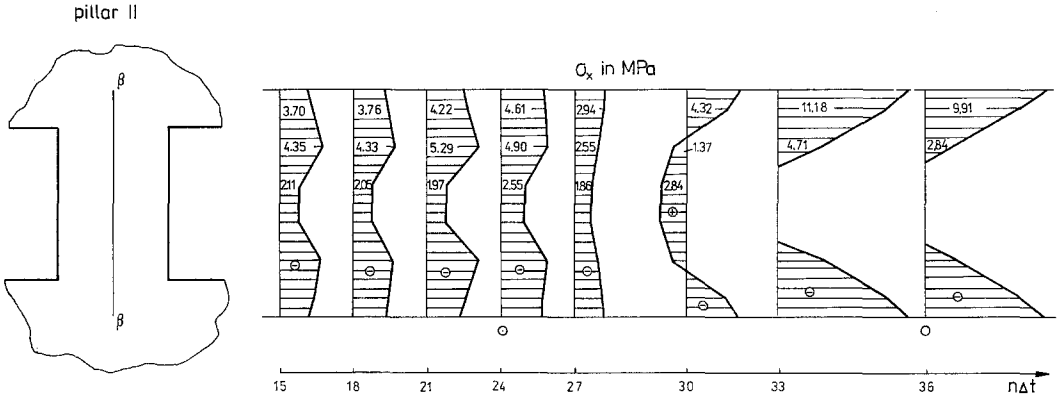 pillar II
β
β
σx in MPa
3.70 3.76 4.22 4.61 2.94 4.32 11,18 9,91
4.35 4.33 5.29 4.90 2.55 1.37 4.71 2,84
2.11 2.05 1.97 2.55 1.86 2.84
15 18 21 24 27 30 33 36 nΔt